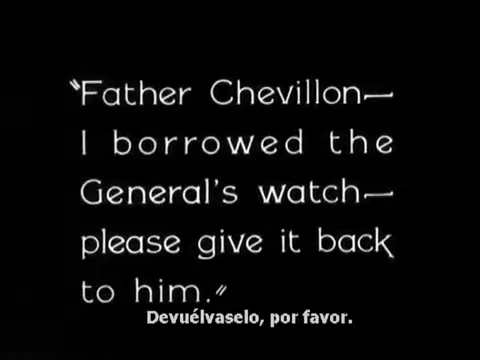 "Father Chevillon—
I borrowed the
General's watch—
please give it back
to him."
Devuélvaselo, por favor.